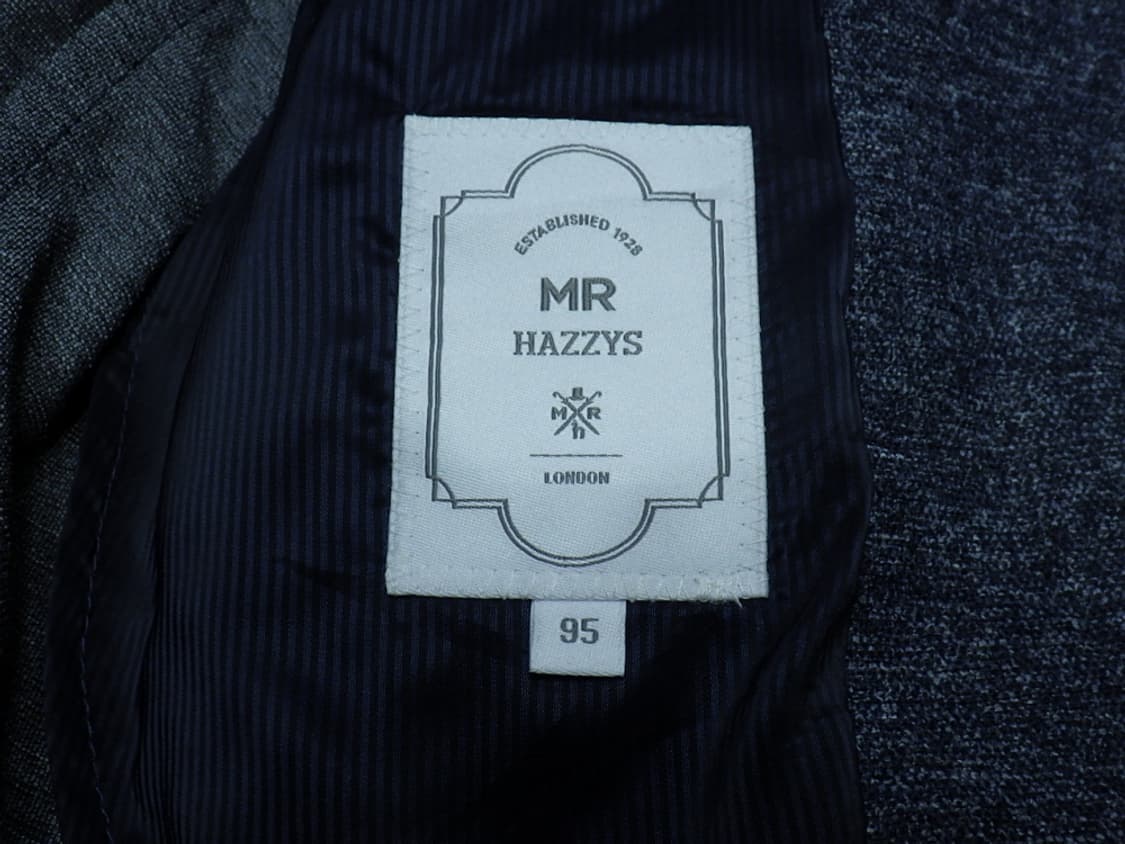 ESTABLISHED 1928
MR
HAZZYS
M R
h
LONDON
95